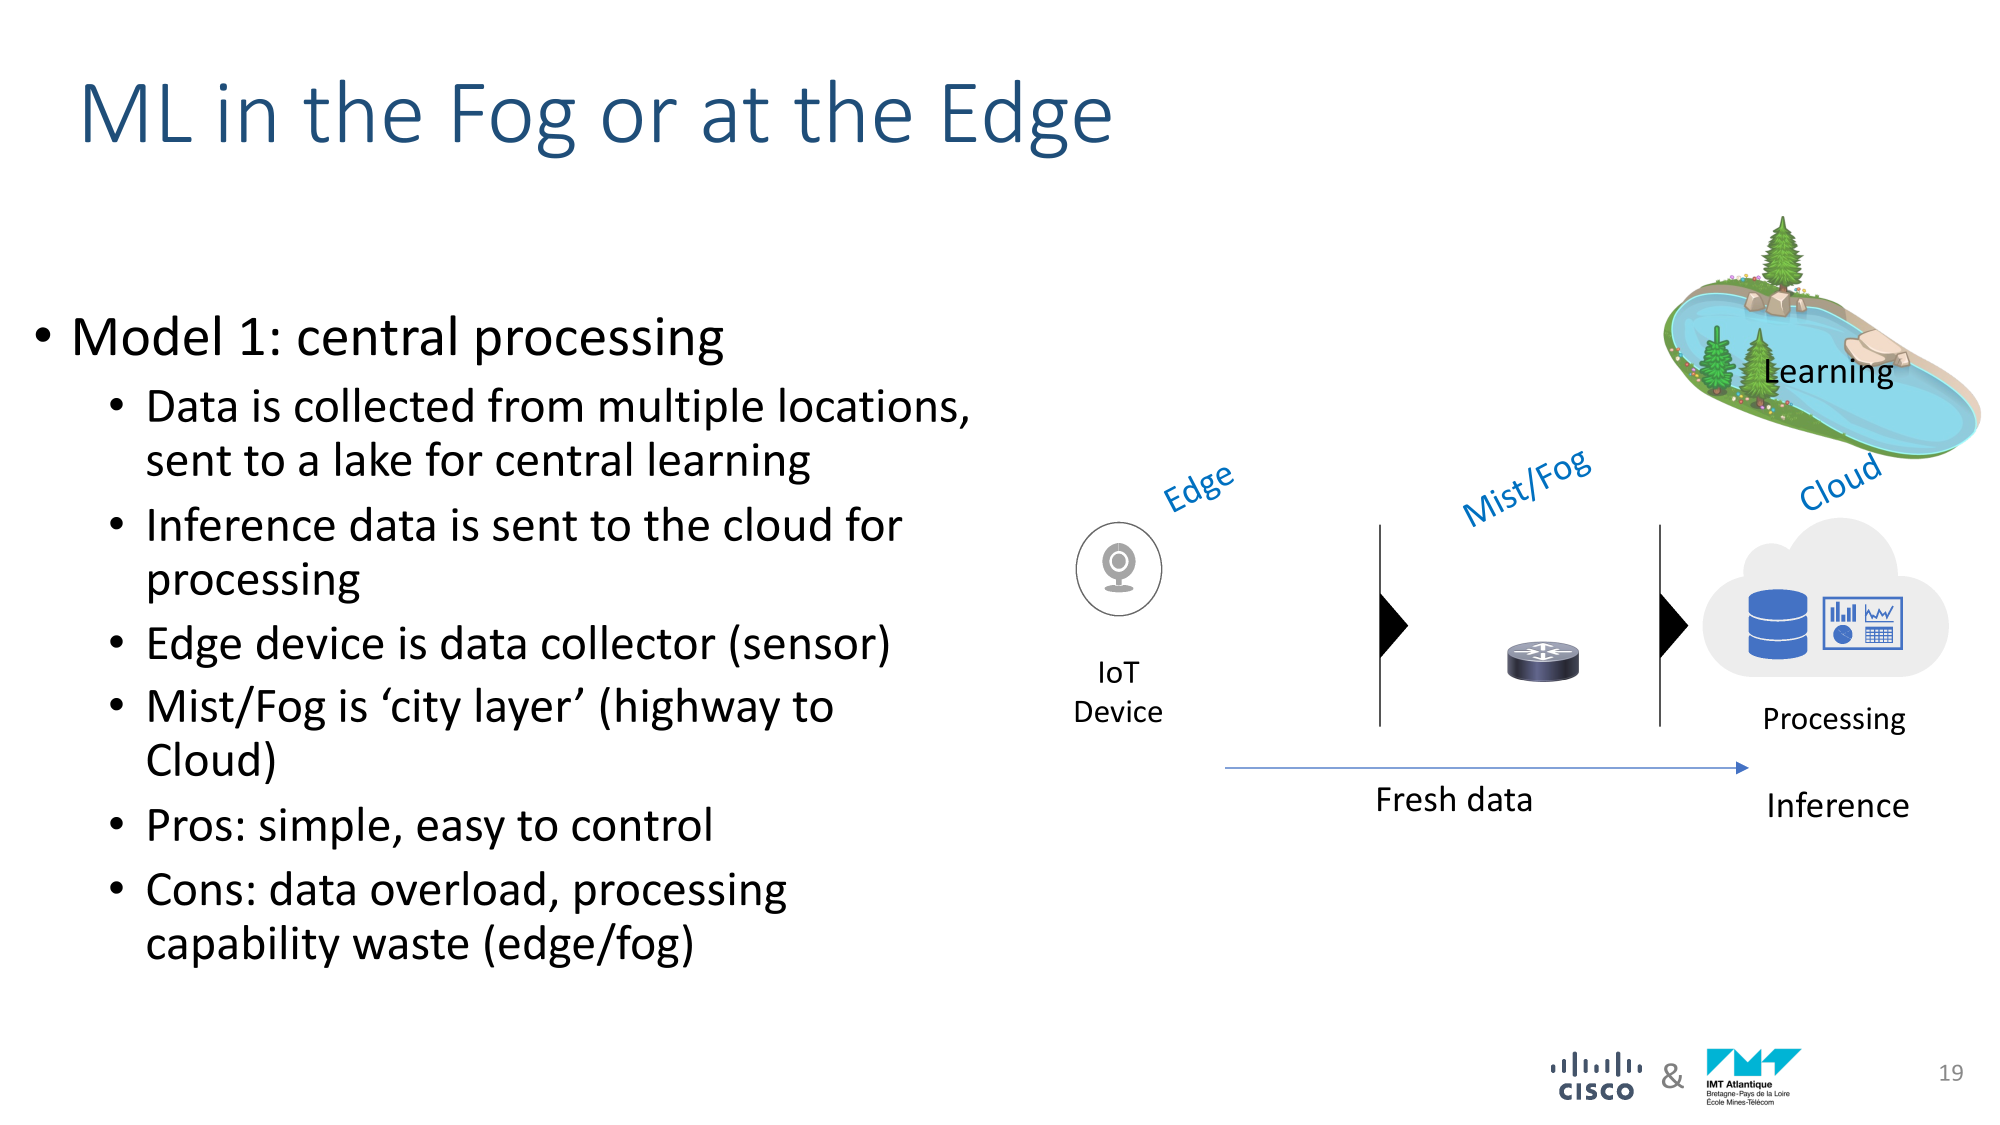 ML in the Fog or at the Edge
• Model 1: central processing
• Data is collected from multiple locations,
sent to a lake for central learning
• Inference data is sent to the cloud for
processing
• Edge device is data collector (sensor)
• Mist/Fog is ‘city layer’ (highway to
Cloud)
• Pros: simple, easy to control
• Cons: data overload, processing
capability waste (edge/fog)
Learning
Edge
Mist/Fog
Cloud
IoT
Device
Processing
Fresh data
Inference
CISCO
&
IMT Atlantique
Bretagne-Pays de la Loire
École Mines-Télécom
19